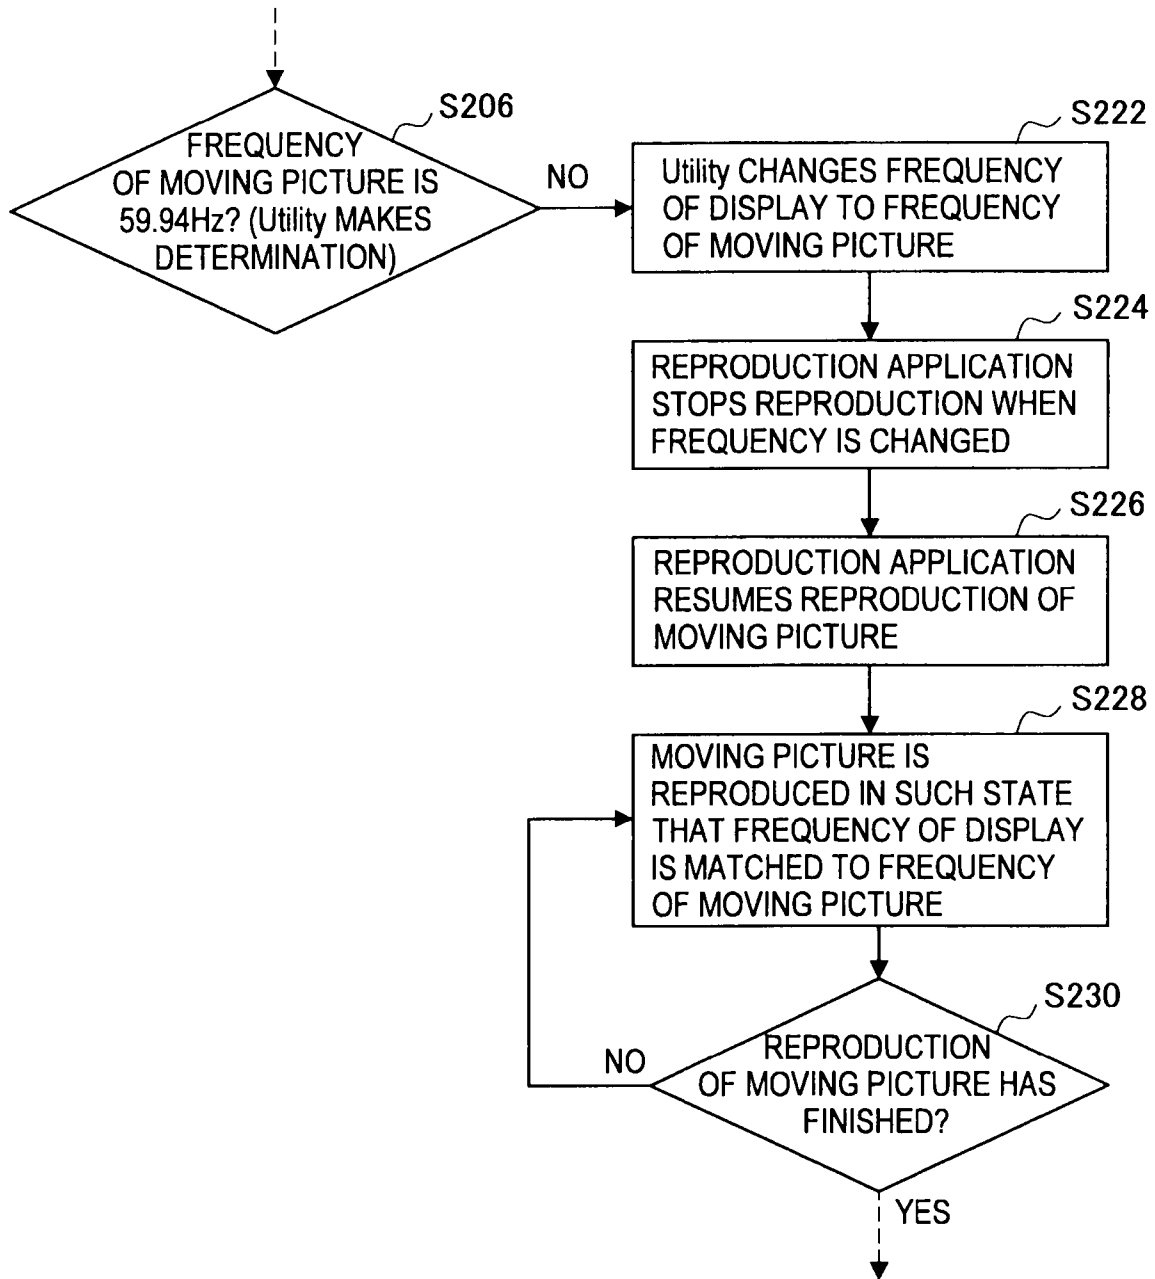 S206
FREQUENCY
OF MOVING PICTURE IS
59.94Hz? (Utility MAKES
DETERMINATION)
NO
S222
Utility CHANGES FREQUENCY
OF DISPLAY TO FREQUENCY
OF MOVING PICTURE
S224
REPRODUCTION APPLICATION
STOPS REPRODUCTION WHEN
FREQUENCY IS CHANGED
S226
REPRODUCTION APPLICATION
RESUMES REPRODUCTION OF
MOVING PICTURE
S228
MOVING PICTURE IS
REPRODUCED IN SUCH STATE
THAT FREQUENCY OF DISPLAY
IS MATCHED TO FREQUENCY
OF MOVING PICTURE
S230
REPRODUCTION
OF MOVING PICTURE HAS
FINISHED?
NO
YES